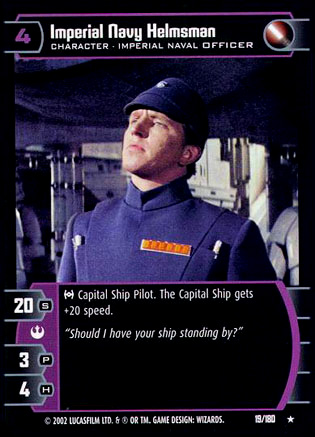 4
Imperial Navy Helmsman
CHARACTER · IMPERIAL NAVAL OFFICER
20 S
Capital Ship Pilot. The Capital Ship gets
+20 speed.
"Should I have your ship standing by?"
3 P
4 H
© 2002 LUCASFILM LTD. & ® OR TM. GAME DESIGN: WIZARDS.
19/180